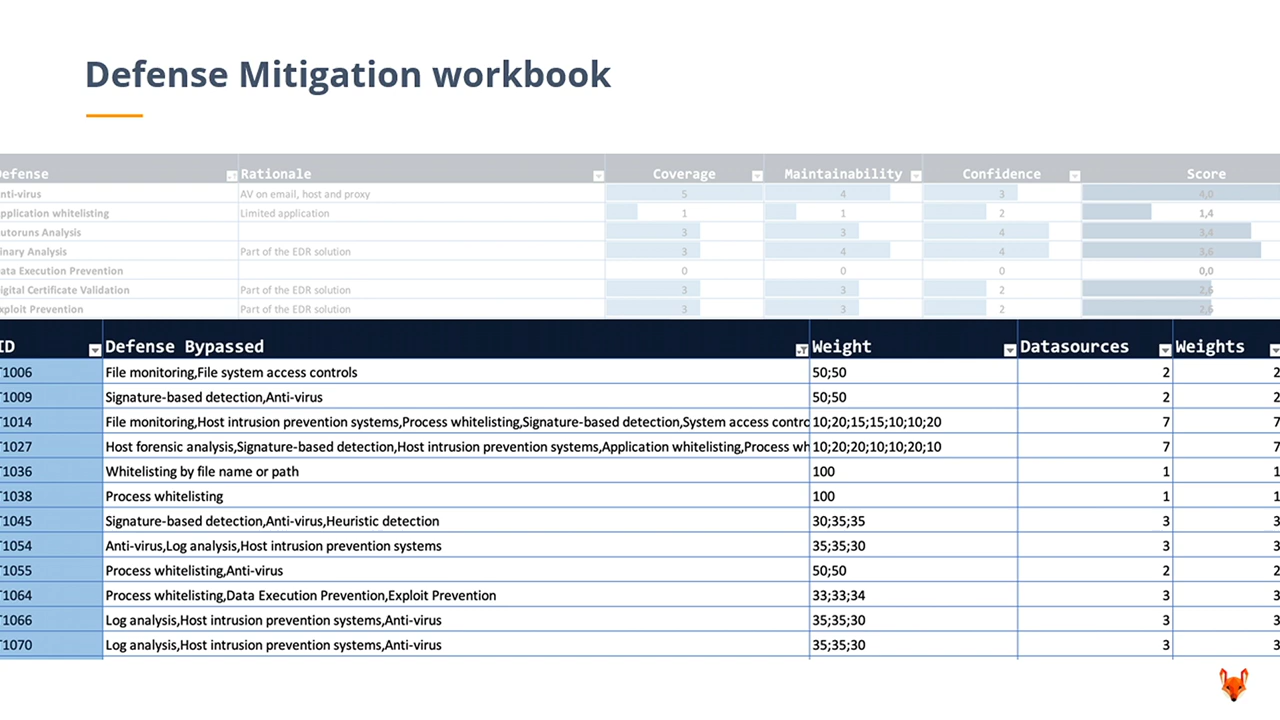 Defense Mitigation workbook
Defense Rationale Coverage Maintainability Confidence Score
nti-virus AV on email, host and proxy 5 4 3 4,0
pplication whitelisting Limited application 1 1 2 1,4
utoruns Analysis 3 3 4 3,4
inary Analysis Part of the EDR solution 3 4 4 3,6
ata Execution Prevention 0 0 0 0,0
igital Certificate Validation Part of the EDR solution 3 3 2 2,6
xploit Prevention Part of the EDR solution 3 3 2 2,6
ID Defense Bypassed Weight Datasources Weights
T1006 File monitoring,File system access controls 50;50 2 2
T1009 Signature-based detection,Anti-virus 50;50 2 2
T1014 File monitoring,Host intrusion prevention systems,Process whitelisting,Signature-based detection,System access contro 10;20;15;15;10;10;20 7 7
T1027 Host forensic analysis,Signature-based detection,Host intrusion prevention systems,Application whitelisting,Process wh 10;20;20;10;10;20;10 7 7
T1036 Whitelisting by file name or path 100 1 1
T1038 Process whitelisting 100 1 1
T1045 Signature-based detection,Anti-virus,Heuristic detection 30;35;35 3 3
T1054 Anti-virus,Log analysis,Host intrusion prevention systems 35;35;30 3 3
T1055 Process whitelisting,Anti-virus 50;50 2 2
T1064 Process whitelisting,Data Execution Prevention,Exploit Prevention 33;33;34 3 3
T1066 Log analysis,Host intrusion prevention systems,Anti-virus 35;35;30 3 3
T1070 Log analysis,Host intrusion prevention systems,Anti-virus 35;35;30 3 3